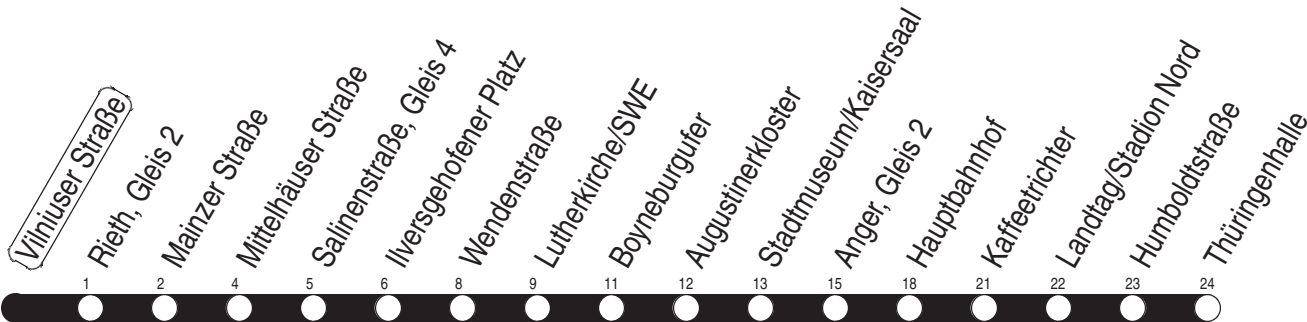 Vilniuser Straße
Rieth, Gleis 2
Mainzer Straße
Mittelhäuser Straße
Salinenstraße, Gleis 4
Ilversgehofener Platz
Wendenstraße
Lutherkirche/SWE
Boyneburgufer
Augustinerkloster
Stadtmuseum/Kaisersaal
Anger, Gleis 2
Hauptbahnhof
Kaffeetrichter
Landtag/Stadion Nord
Humboldtstraße
Thüringenhalle
1 2 4 5 6 8 9 11 12 13 15 18 21 22 23 24